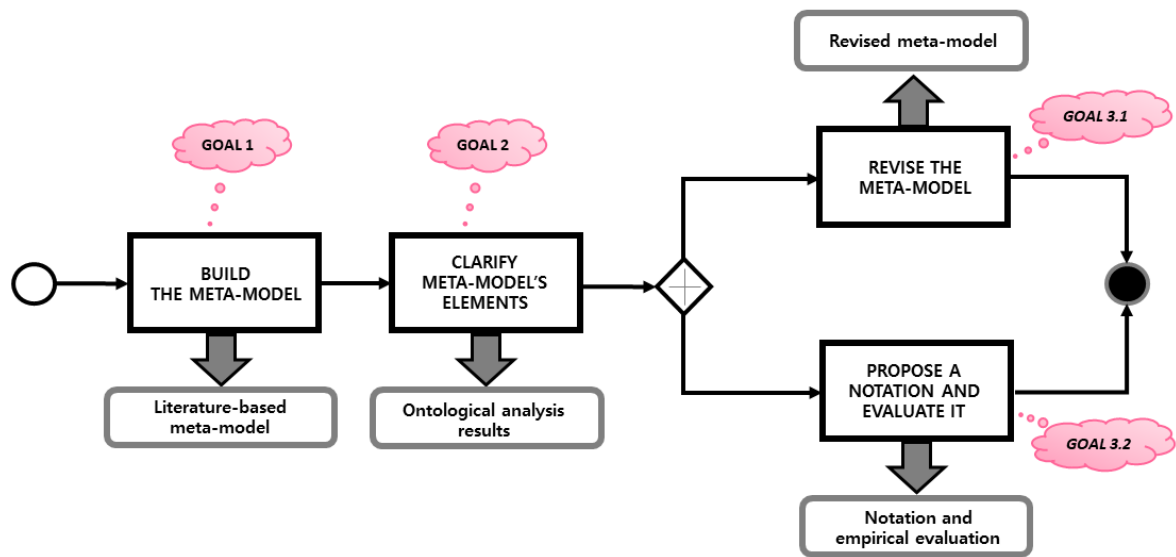 Revised meta-model
GOAL 1
GOAL 2
GOAL 3.1
REVISE THE
META-MODEL
BUILD
THE META-MODEL
CLARIFY
META-MODEL'S
ELEMENTS
PROPOSE A
NOTATION AND
EVALUATE IT
Literature-based
meta-model
Ontological analysis
results
GOAL 3.2
Notation and
empirical evaluation